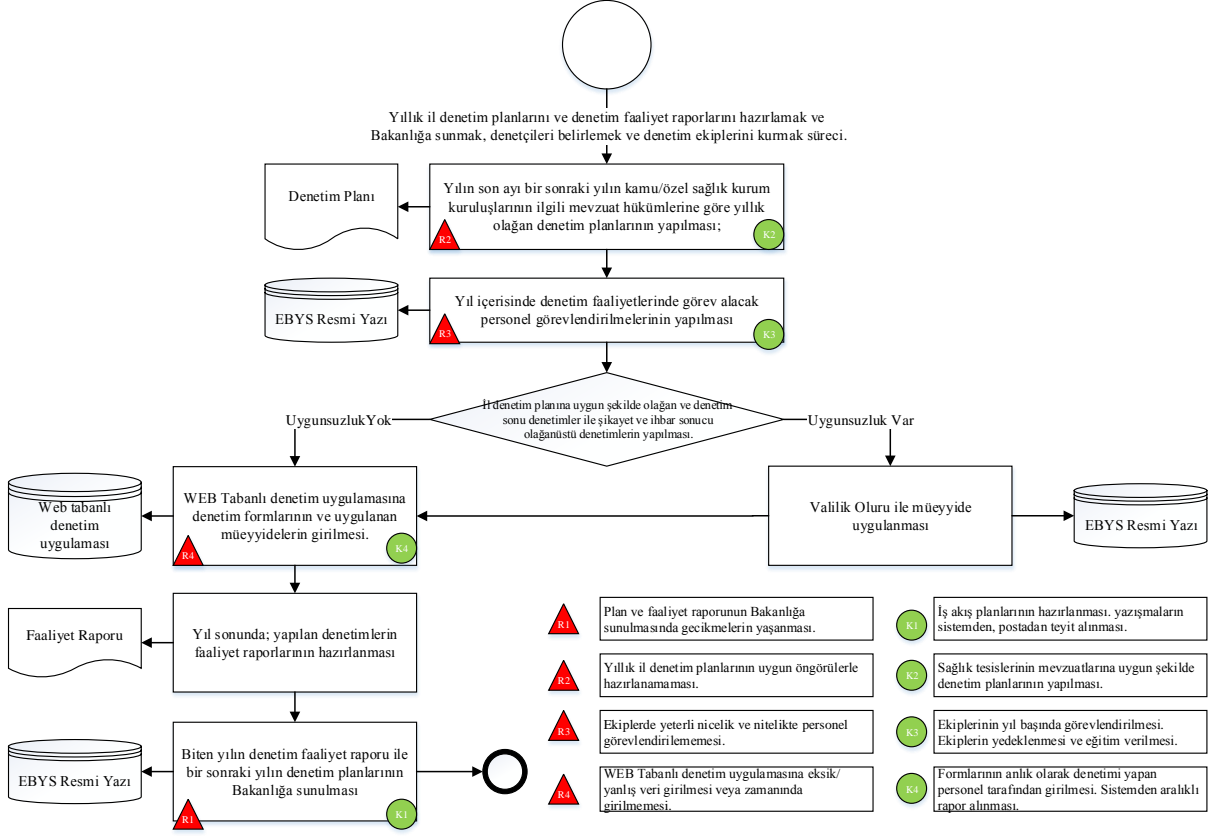 Yıllık il denetim planlarını ve denetim faaliyet raporlarını hazırlamak ve
Bakanlığa sunmak, denetçileri belirlemek ve denetim ekiplerini kurmak süreci.
Denetim Planı
Yılın son ayı bir sonraki yılın kamu/özel sağlık kurum
kuruluşlarının ilgili mevzuat hükümlerine göre yıllık
olağan denetim planlarının yapılması;
R2
K2
EBYS Resmi Yazı
Yıl içerisinde denetim faaliyetlerinde görev alacak
personel görevlendirilmelerinin yapılması
R3
K3
İl denetim planına uygun şekilde olağan ve denetim
sonu denetimler ile şikayet ve ihbar sonucu
olağanüstü denetimlerin yapılması.
UygunsuzlukYok
Uygunsuzluk Var
Web tabanlı
denetim
uygulaması
WEB Tabanlı denetim uygulamasına
denetim formlarının ve uygulanan
müeyyidelerin girilmesi.
R4
K4
Valilik Oluru ile müeyyide
uygulanması
EBYS Resmi Yazı
Faaliyet Raporu
Yıl sonunda; yapılan denetimlerin
faaliyet raporlarının hazırlanması
EBYS Resmi Yazı
Biten yılın denetim faaliyet raporu ile
bir sonraki yılın denetim planlarının
Bakanlığa sunulması
R1
K1
R1
Plan ve faaliyet raporunun Bakanlığa
sunulmasında gecikmelerin yaşanması.
K1
İş akış planlarının hazırlanması. yazışmaların
sistemden, postadan teyit alınması.
R2
Yıllık il denetim planlarının uygun öngörülerle
hazırlanamaması.
K2
Sağlık tesislerinin mevzuatlarına uygun şekilde
denetim planlarının yapılması.
R3
Ekiplerde yeterli nicelik ve nitelikte personel
görevlendirilememesi.
K3
Ekiplerinin yıl başında görevlendirilmesi.
Ekiplerin yedeklenmesi ve eğitim verilmesi.
R4
WEB Tabanlı denetim uygulamasına eksik/
yanlış veri girilmesi veya zamanında
girilmemesi.
K4
Formlarının anlık olarak denetimi yapan
personel tarafından girilmesi. Sistemden aralıklı
rapor alınması.